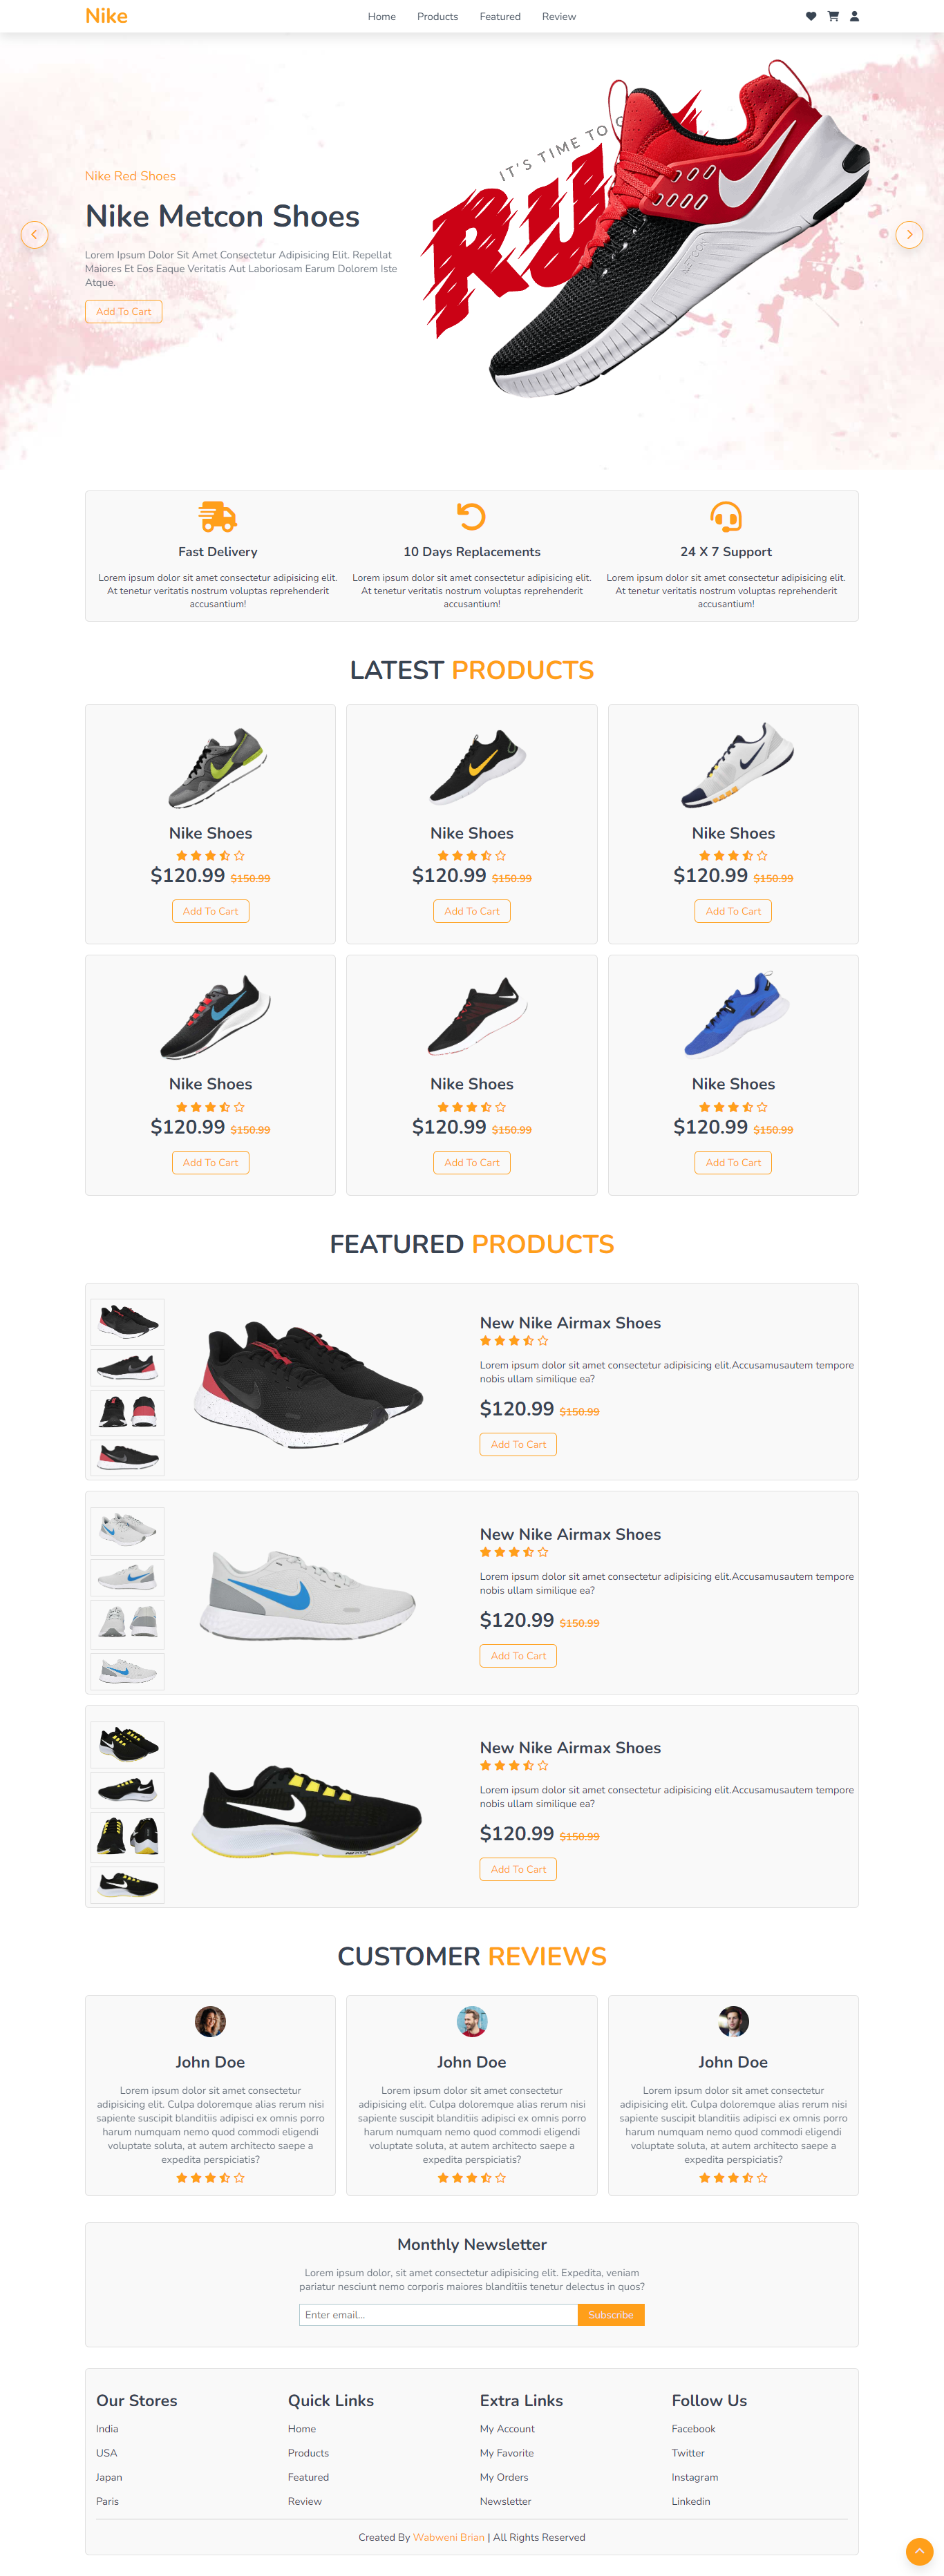 Nike
Home Products Featured Review
IT'S TIME TO
RU
Nike Red Shoes
Nike Metcon Shoes
Lorem Ipsum Dolor Sit Amet Consectetur Adipisicing Elit. Repellat
Maiores Et Eos Eaque Veritatis Aut Laboriosam Earum Dolorem Iste
Atque.
Add To Cart
Fast Delivery
Lorem ipsum dolor sit amet consectetur adipisicing elit.
At tenetur veritatis nostrum voluptas reprehenderit
accusantium!
10 Days Replacements
Lorem ipsum dolor sit amet consectetur adipisicing elit.
At tenetur veritatis nostrum voluptas reprehenderit
accusantium!
24 X 7 Support
Lorem ipsum dolor sit amet consectetur adipisicing elit.
At tenetur veritatis nostrum voluptas reprehenderit
accusantium!
LATEST PRODUCTS
Nike Shoes
$120.99 $150.99
Add To Cart
Nike Shoes
$120.99 $150.99
Add To Cart
Nike Shoes
$120.99 $150.99
Add To Cart
Nike Shoes
$120.99 $150.99
Add To Cart
Nike Shoes
$120.99 $150.99
Add To Cart
Nike Shoes
$120.99 $150.99
Add To Cart
FEATURED PRODUCTS
New Nike Airmax Shoes
Lorem ipsum dolor sit amet consectetur adipisicing elit.Accusamusautem tempore
nobis ullam similique ea?
$120.99 $150.99
Add To Cart
New Nike Airmax Shoes
Lorem ipsum dolor sit amet consectetur adipisicing elit.Accusamusautem tempore
nobis ullam similique ea?
$120.99 $150.99
Add To Cart
New Nike Airmax Shoes
Lorem ipsum dolor sit amet consectetur adipisicing elit.Accusamusautem tempore
nobis ullam similique ea?
$120.99 $150.99
Add To Cart
CUSTOMER REVIEWS
John Doe
Lorem ipsum dolor sit amet consectetur
adipisicing elit. Culpa doloremque alias rerum nisi
sapiente suscipit blanditiis adipisci ex omnis porro
harum numquam nemo quod commodi eligendi
voluptate soluta, at autem architecto saepe a
expedita perspiciatis?
John Doe
Lorem ipsum dolor sit amet consectetur
adipisicing elit. Culpa doloremque alias rerum nisi
sapiente suscipit blanditiis adipisci ex omnis porro
harum numquam nemo quod commodi eligendi
voluptate soluta, at autem architecto saepe a
expedita perspiciatis?
John Doe
Lorem ipsum dolor sit amet consectetur
adipisicing elit. Culpa doloremque alias rerum nisi
sapiente suscipit blanditiis adipisci ex omnis porro
harum numquam nemo quod commodi eligendi
voluptate soluta, at autem architecto saepe a
expedita perspiciatis?
Monthly Newsletter
Lorem ipsum dolor, sit amet consectetur adipisicing elit. Expedita, veniam
pariatur nesciunt nemo corporis maiores blanditiis tenetur delectus in quos?
Enter email... Subscribe
Our Stores
India
USA
Japan
Paris
Quick Links
Home
Products
Featured
Review
Extra Links
My Account
My Favorite
My Orders
Newsletter
Follow Us
Facebook
Twitter
Instagram
Linkedin
Created By Wabweni Brian | All Rights Reserved